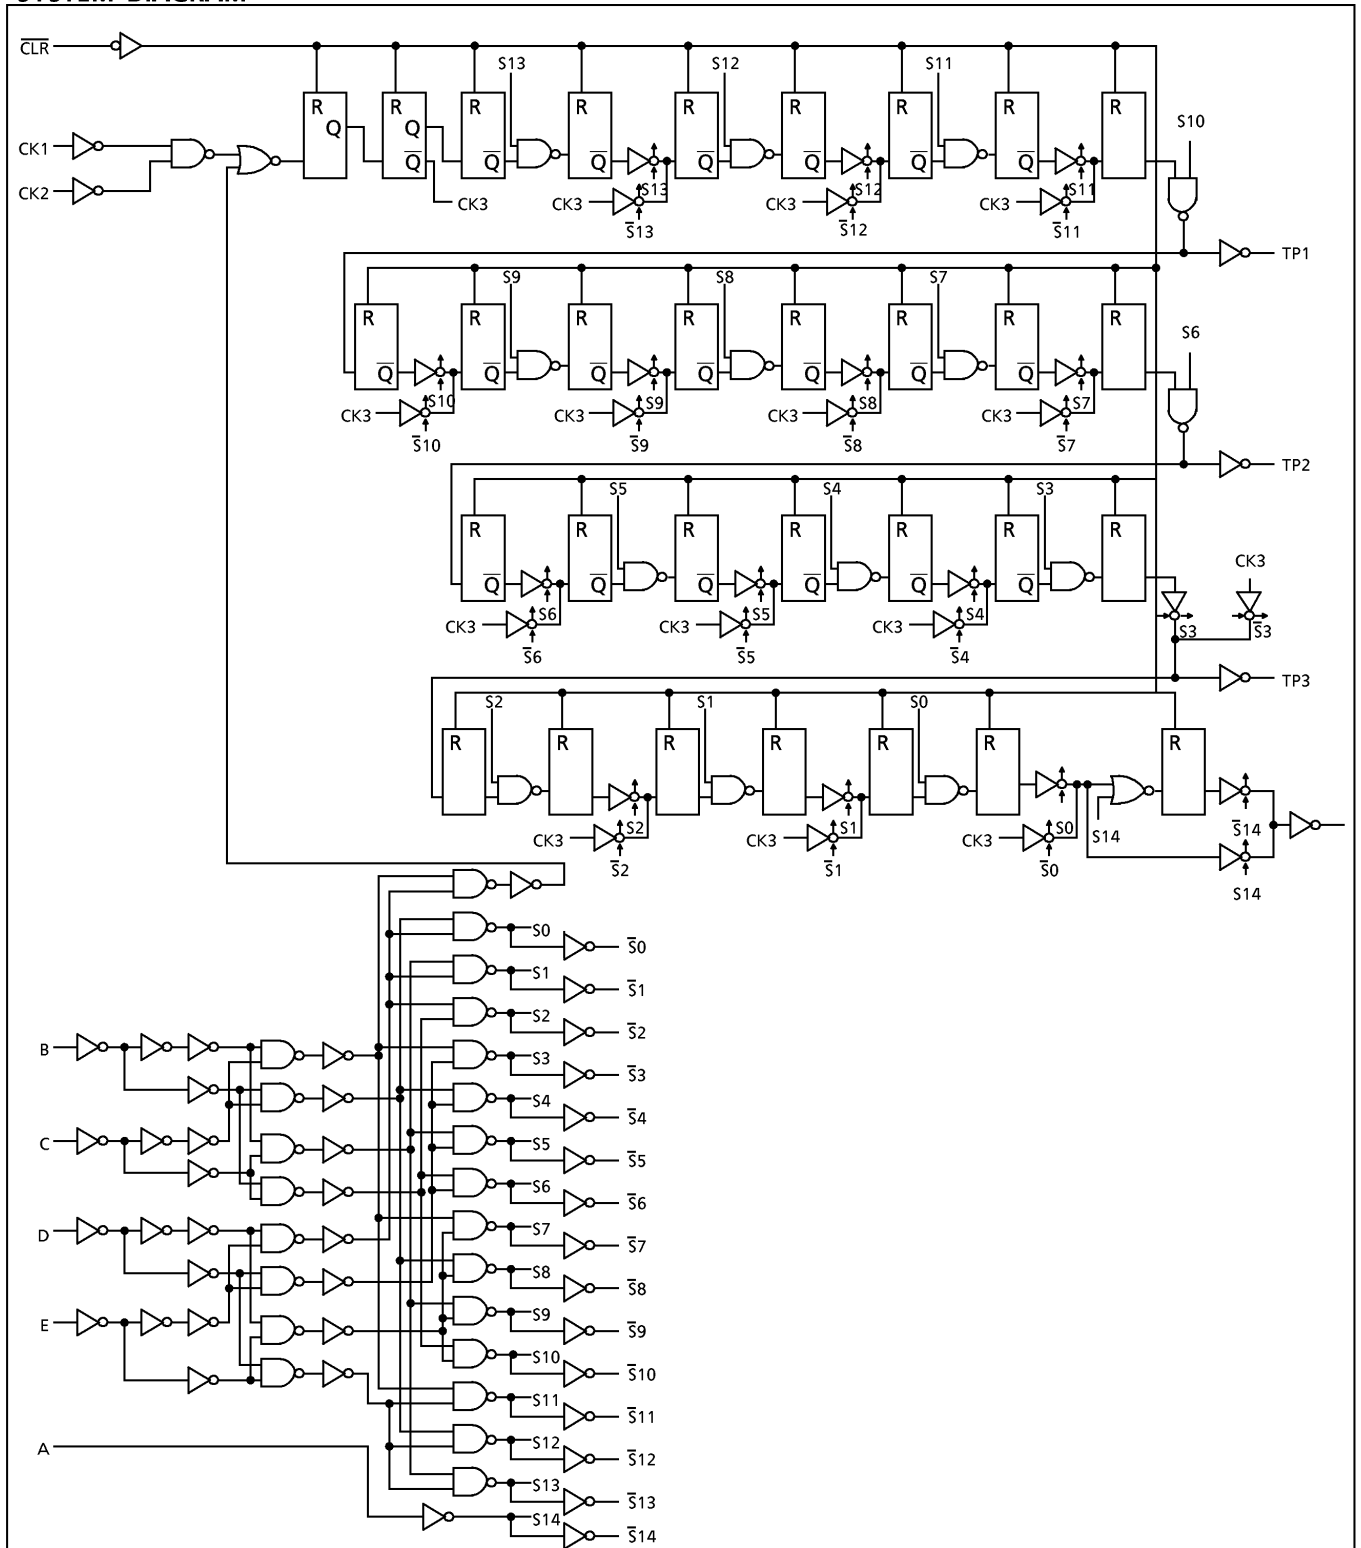 SYSTEM DIAGRAM
C̅L̅R̅
S13 S12 S11
R R R R R R R R R
S10
Q Q
CK1
Q̅ Q̅ Q̅ Q̅ Q̅ Q̅ Q̅
CK2
S13 S12 S11
CK3 CK3 CK3 CK3
S̅13 S̅12 S̅11
TP1
S9 S8 S7
R R R R R R R R
S6
Q̅ Q̅ Q̅ Q̅ Q̅ Q̅ Q̅
S10 S9 S8 S7
CK3 CK3 CK3 CK3
S̅10 S̅9 S̅8 S̅7
TP2
S5 S4 S3
R R R R R R R
CK3
Q̅ Q̅ Q̅ Q̅ Q̅ Q̅
S6 S5 S4 S3 S̅3
CK3 CK3 CK3
S̅6 S̅5 S̅4
TP3
S2 S1 S0
R R R R R R R
S2 S1 S0 S14 S̅14
CK3 CK3 CK3
S̅2 S̅1 S̅0
S14
S0
S̅0
S1
S̅1
S2
S̅2
B
S3
S̅3
S4
S̅4
C
S5
S̅5
S6
S̅6
D
S7
S̅7
S8
S̅8
E
S9
S̅9
S10
S̅10
S11
S̅11
A
S12
S̅12
S13
S̅13
S14
S̅14